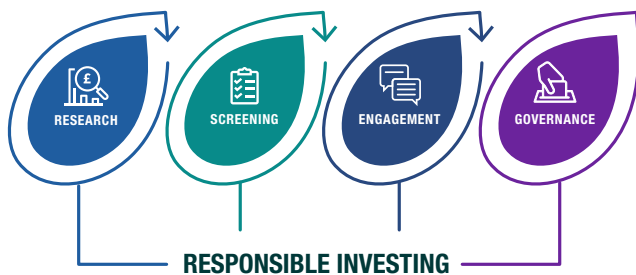 £
RESEARCH
SCREENING
ENGAGEMENT
GOVERNANCE
RESPONSIBLE INVESTING